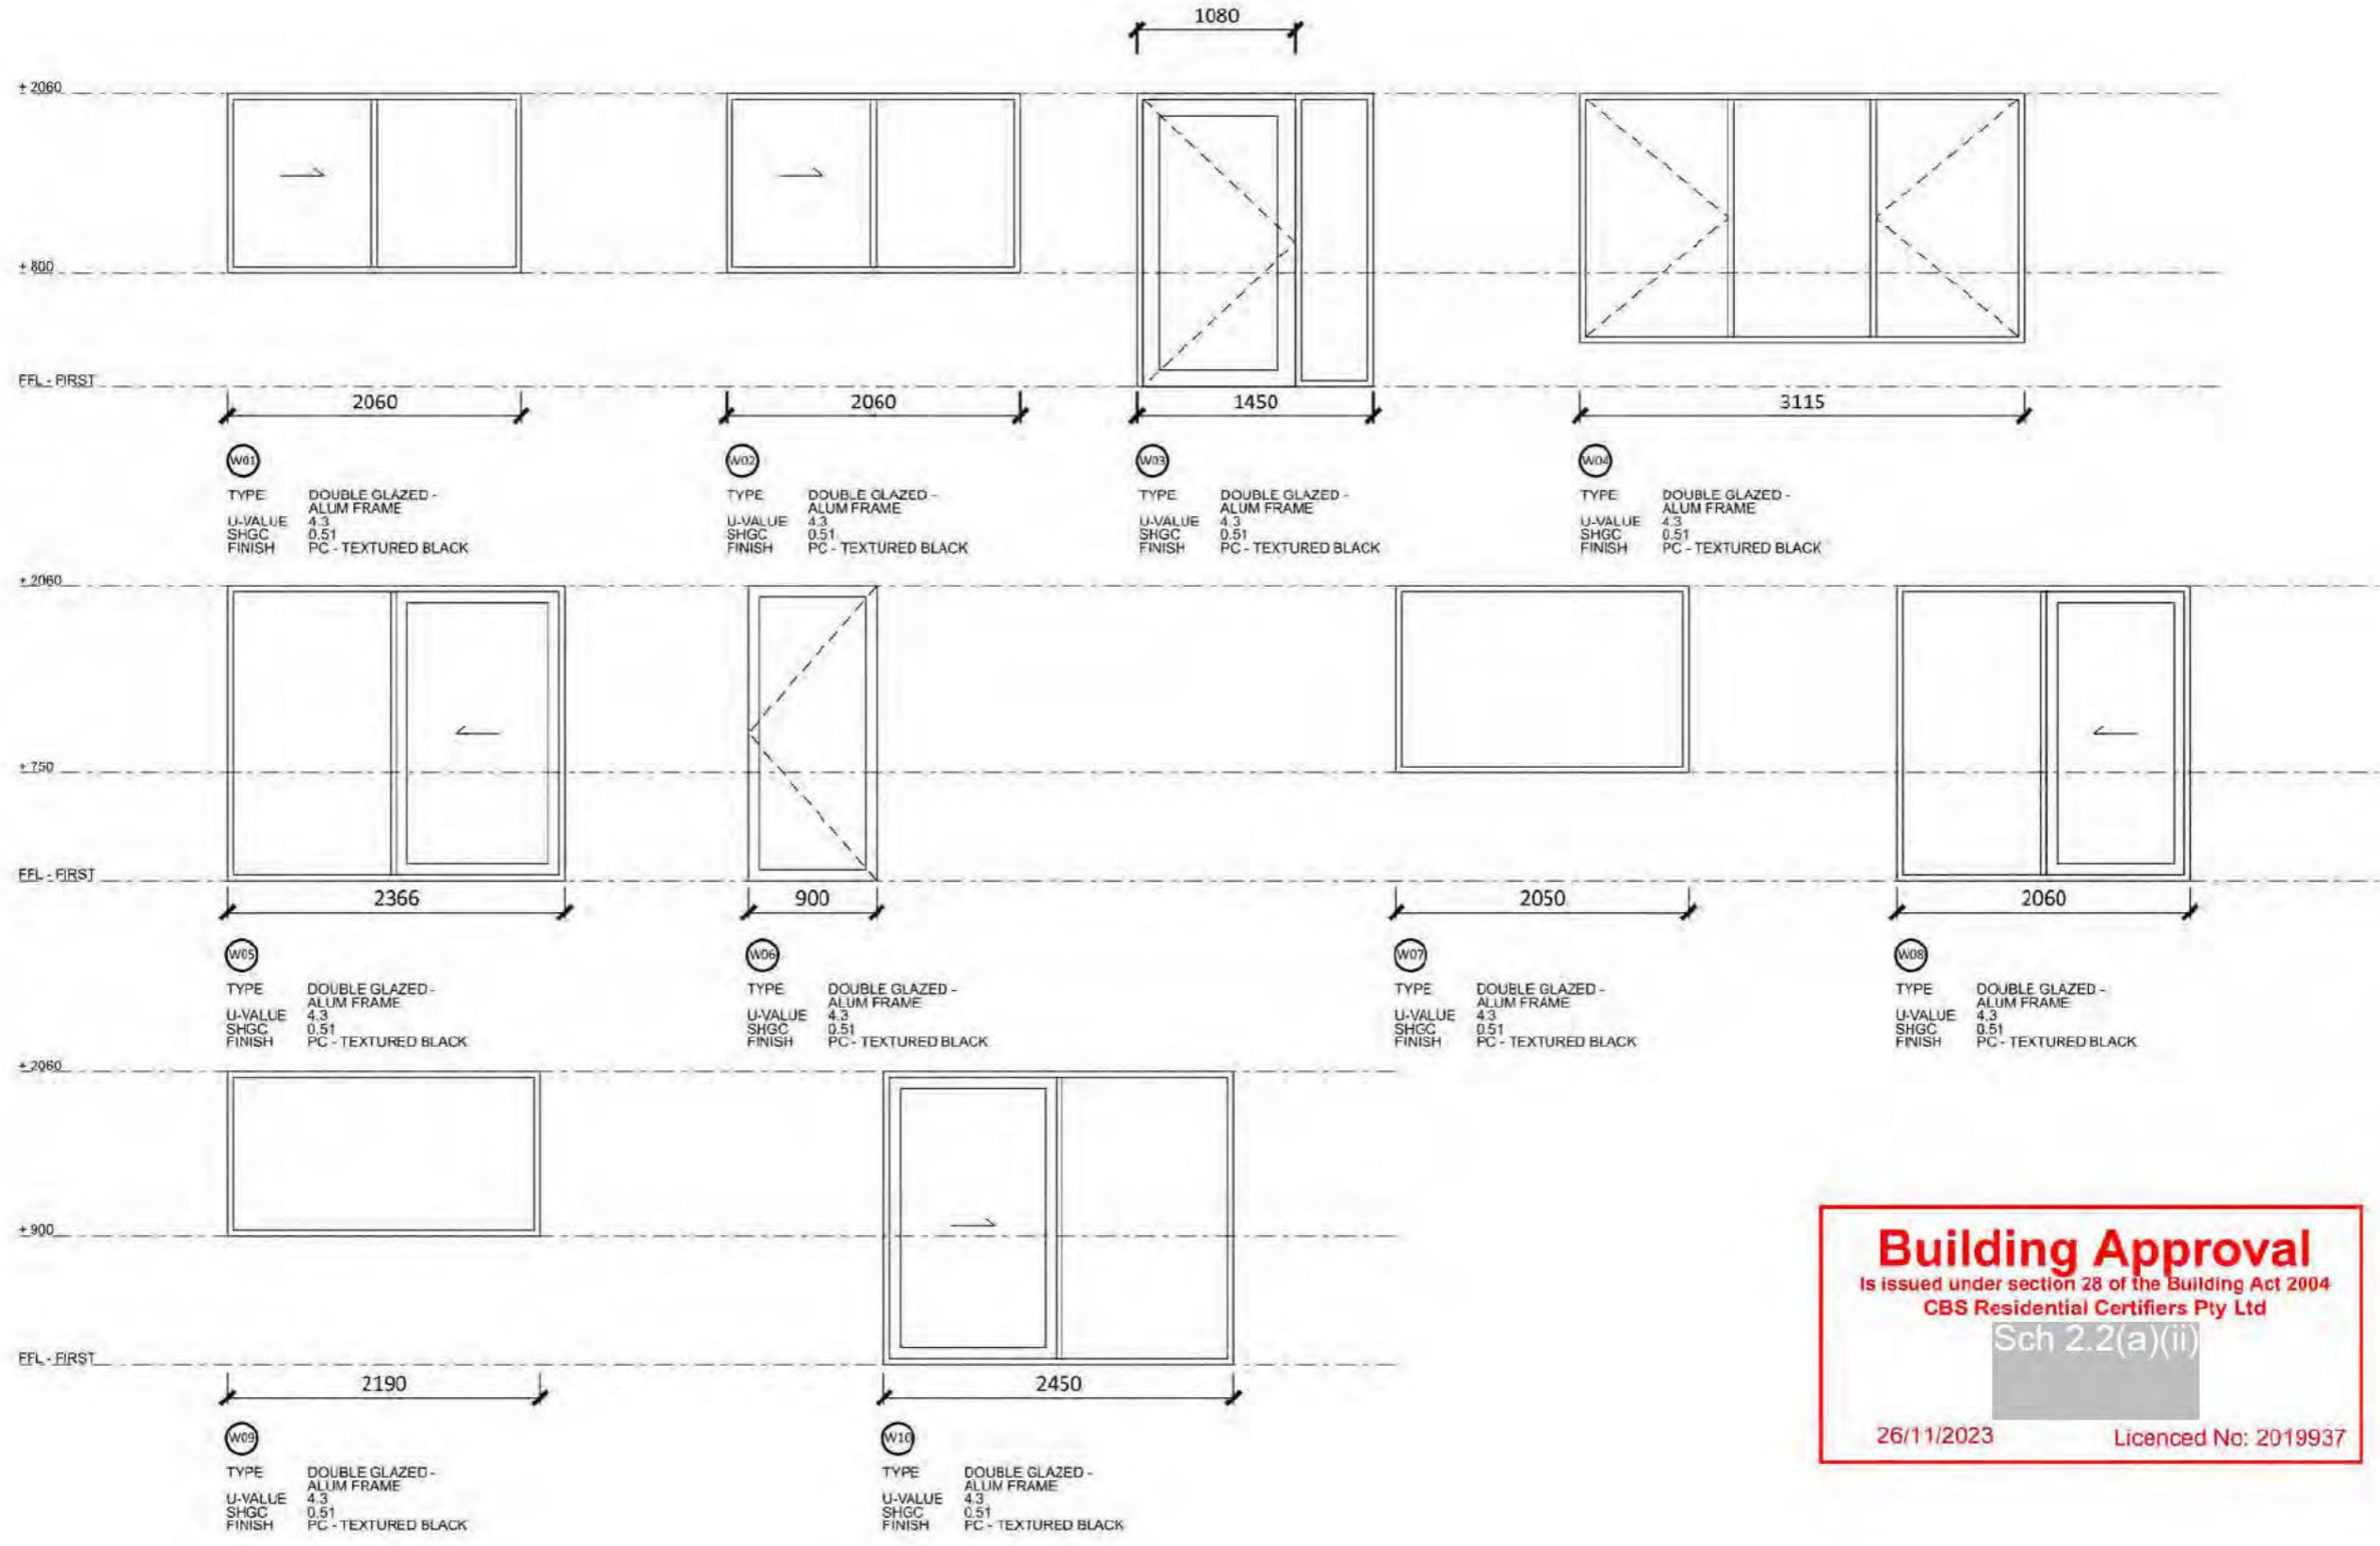 1080
+ 2060
+ 800
FFL - FIRST
2060
2060
1450
3115
W01
TYPE DOUBLE GLAZED -
ALUM FRAME
U-VALUE 4.3
SHGC 0.51
FINISH PC - TEXTURED BLACK
W02
TYPE DOUBLE GLAZED -
ALUM FRAME
U-VALUE 4.3
SHGC 0.51
FINISH PC - TEXTURED BLACK
W03
TYPE DOUBLE GLAZED -
ALUM FRAME
U-VALUE 4.3
SHGC 0.51
FINISH PC - TEXTURED BLACK
W04
TYPE DOUBLE GLAZED -
ALUM FRAME
U-VALUE 4.3
SHGC 0.51
FINISH PC - TEXTURED BLACK
+ 2060
+ 750
FFL - FIRST
2366
900
2050
2060
W05
TYPE DOUBLE GLAZED -
ALUM FRAME
U-VALUE 4.3
SHGC 0.51
FINISH PC - TEXTURED BLACK
W06
TYPE DOUBLE GLAZED -
ALUM FRAME
U-VALUE 4.3
SHGC 0.51
FINISH PC - TEXTURED BLACK
W07
TYPE DOUBLE GLAZED -
ALUM FRAME
U-VALUE 4.3
SHGC 0.51
FINISH PC - TEXTURED BLACK
W08
TYPE DOUBLE GLAZED -
ALUM FRAME
U-VALUE 4.3
SHGC 0.51
FINISH PC - TEXTURED BLACK
+ 2060
+ 900
FFL - FIRST
2190
2450
W09
TYPE DOUBLE GLAZED -
ALUM FRAME
U-VALUE 4.3
SHGC 0.51
FINISH PC - TEXTURED BLACK
W10
TYPE DOUBLE GLAZED -
ALUM FRAME
U-VALUE 4.3
SHGC 0.51
FINISH PC - TEXTURED BLACK
Building Approval
Is issued under section 28 of the Building Act 2004
CBS Residential Certifiers Pty Ltd
Sch 2.2(a)(ii)
26/11/2023 Licenced No: 2019937